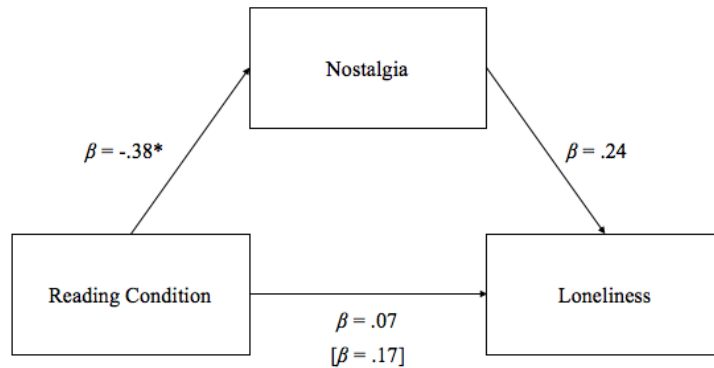 Nostalgia
β = -.38*
β = .24
Reading Condition
Loneliness
β = .07
[β = .17]